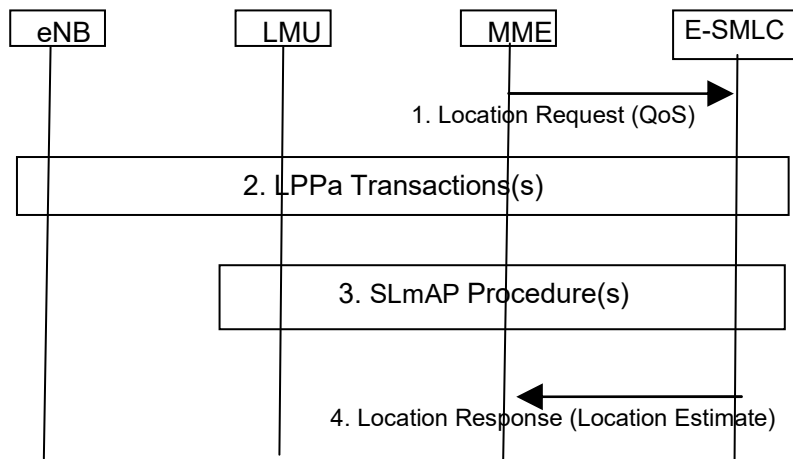 eNB LMU MME E-SMLC
1. Location Request (QoS)
2. LPPa Transactions(s)
3. SLmAP Procedure(s)
4. Location Response (Location Estimate)